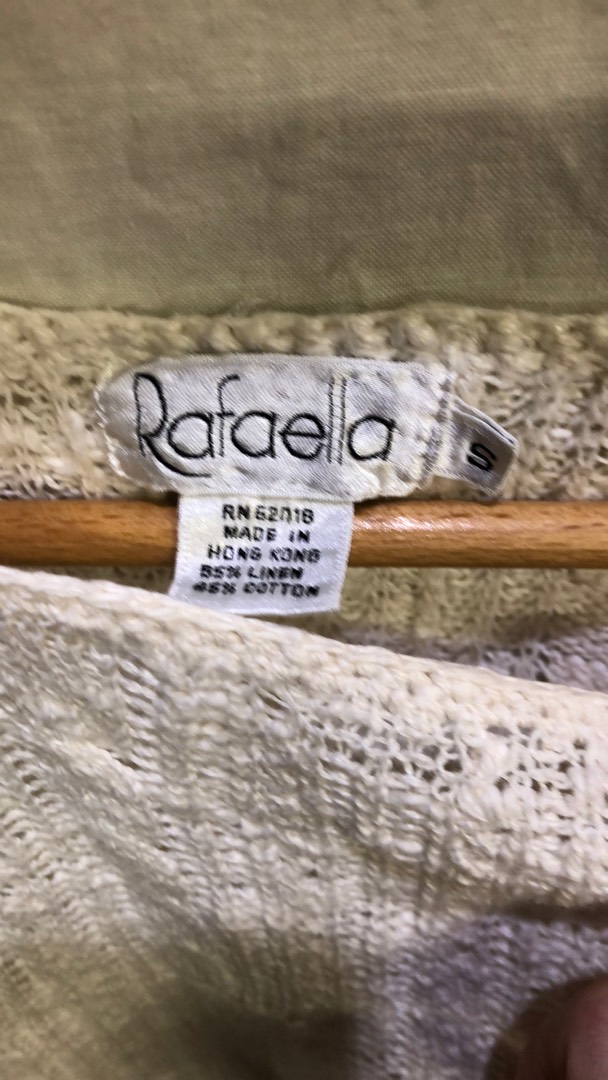 Rafaella
S
RN 62018
MADE IN
HONG KONG
55% LINEN
45% COTTON